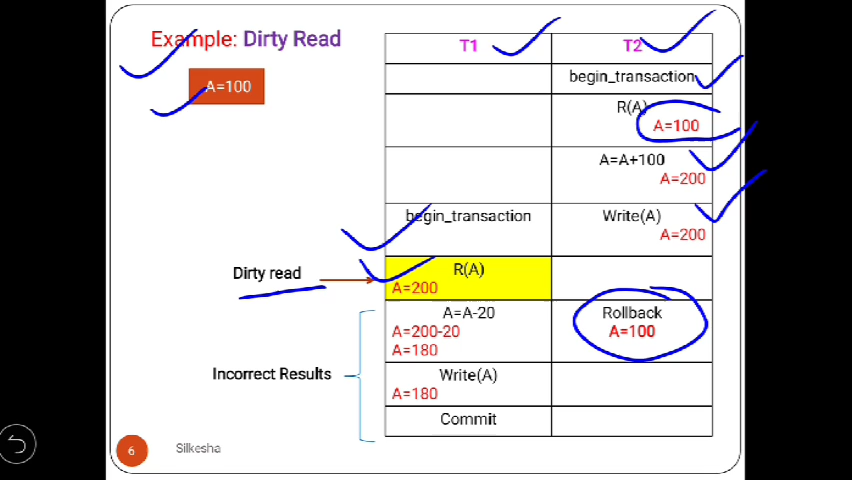 Example: Dirty Read
A=100
T1 T2
begin_transaction
R(A)
A=100
A=A+100
A=200
begin_transaction Write(A)
A=200
Dirty read
R(A)
A=200
A=A-20 Rollback
A=200-20 A=100
A=180
Incorrect Results
Write(A)
A=180
Commit
6 Silkesha